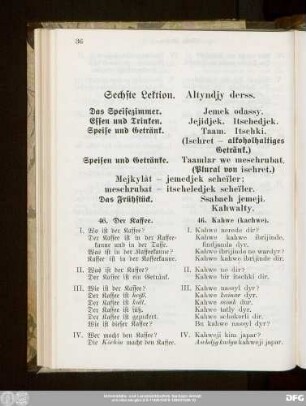 36
Sechste Lektion. Altyndjy derss.
Das Speisezimmer. Jemek odassy.
Essen und Trinken. Jejidjek. Itschedjek.
Speise und Getränk. Taam. Itschki.
(Ischret – alkoholhaltiges
Getränk.)
Speisen und Getränke. Taamlar we meschrubat.
(Plural von ischret.)
Mejkylât – jemedjek scheïler;
meschrubat – itscheledjek scheïler.
Das Frühstück. Ssabach jemeji.
Kahwalty.
46. Der Kaffee.
I. Wo ist der Kaffee?
Der Kaffee ist in der Kaffee-
kanne und in der Tasse.
Was ist in der Kaffeekanne?
Der Kaffee ist in der Kaffeekanne.
II. Was ist der Kaffee?
Der Kaffee ist ein Getränk.
III. Wie ist der Kaffee?
Der Kaffee ist heiß.
Der Kaffee ist kalt.
Der Kaffee ist süß.
Der Kaffee ist gezuckert.
Wie ist dieser Kaffee?
IV. Wer macht den Kaffee?
Die Köchin macht den Kaffee.
46. Kahwe (kachwe).
I. Kahwe nerede dir?
Kahwe kahwe ibrijinde,
findjanda dyr.
Kahwe ibrijinda ne wardyr?
Kahwe kahwe ibrijinde dir.
II. Kahwe ne dir?
Kahwe bir itschki dir.
III. Kahwe nassyl dyr?
Kahwe
Kahwe
Kahwe tatly dyr.
Kahwe schekerli dir.
Bu kahwe nassyl dyr?
IV. Kahweji kim japar?
kahweji japar.